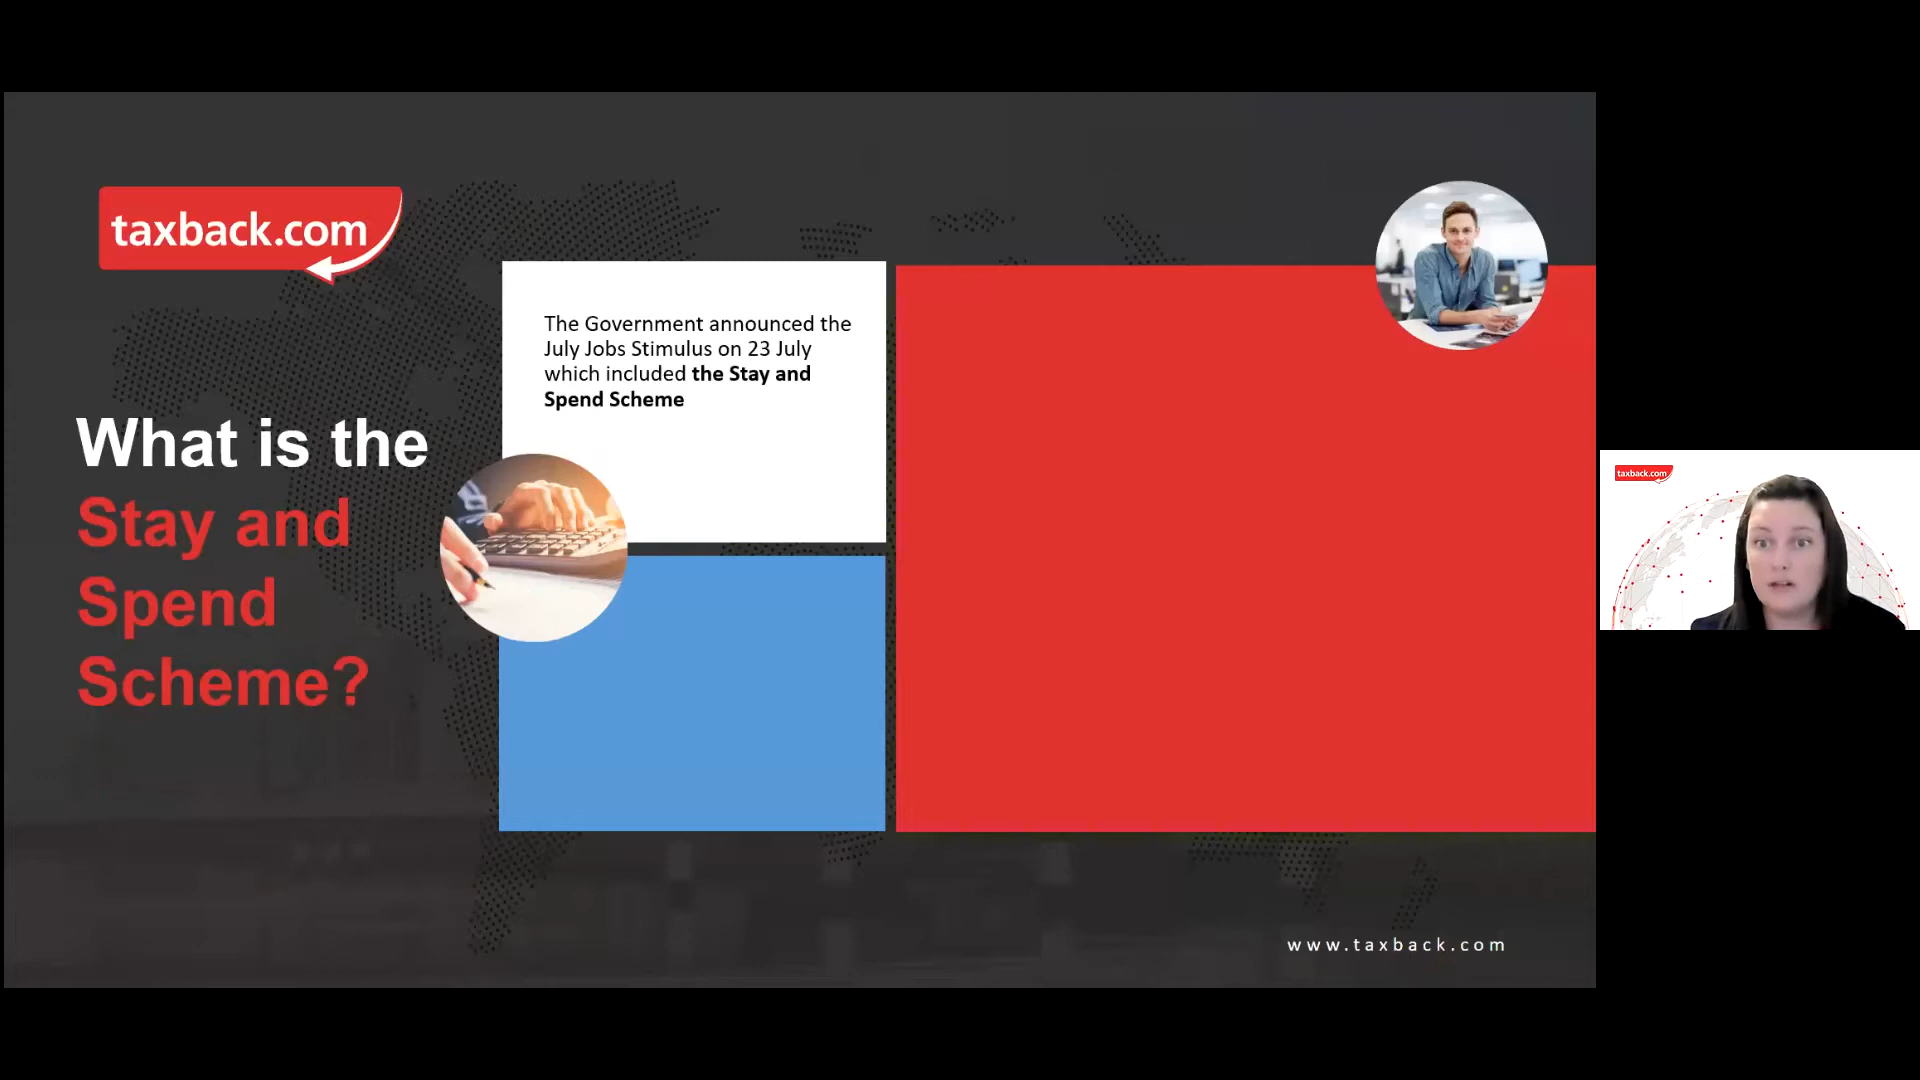 taxback.com
What is the
Stay and
Spend
Scheme?
The Government announced the
July Jobs Stimulus on 23 July
which included the Stay and
Spend Scheme
www.taxback.com
taxback.com